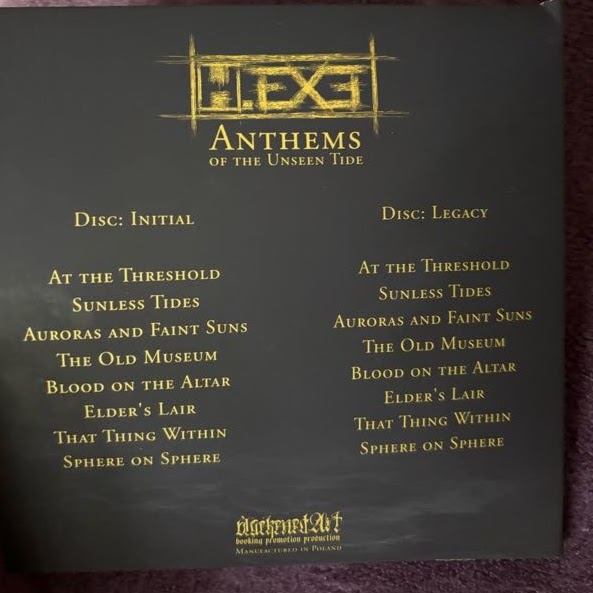 ANTHEMS
OF THE UNSEEN TIDE
DISC: INITIAL
AT THE THRESHOLD
SUNLESS TIDES
AURORAS AND FAINT SUNS
THE OLD MUSEUM
BLOOD ON THE ALTAR
ELDER'S LAIR
THAT THING WITHIN
SPHERE ON SPHERE
DISC: LEGACY
AT THE THRESHOLD
SUNLESS TIDES
AURORAS AND FAINT SUNS
THE OLD MUSEUM
BLOOD ON THE ALTAR
ELDER'S LAIR
THAT THING WITHIN
SPHERE ON SPHERE
Blackened Art
booking promotion production
MANUFACTURED IN POLAND